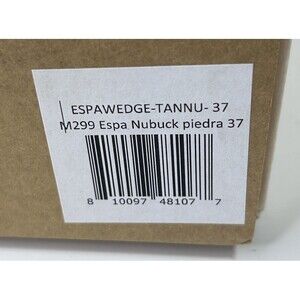 ESPAWEDGE-TANNU- 37
M299 Espa Nubuck piedra 37
8 10097 48107 7